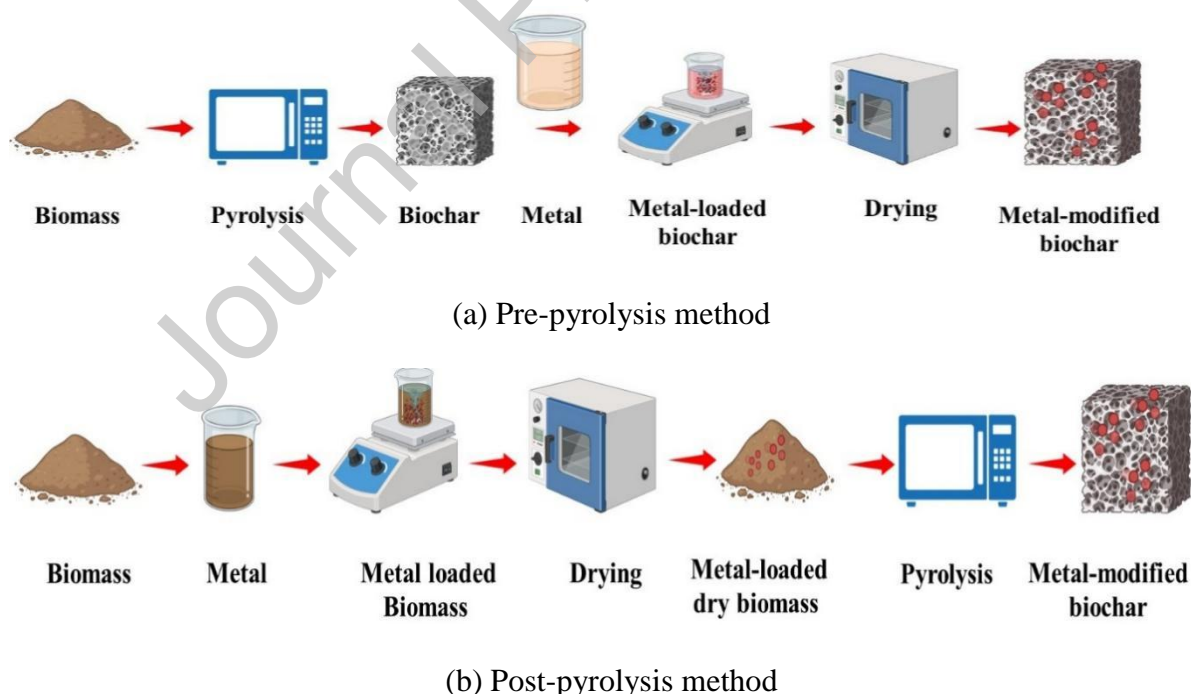 Journal P
Biomass
Pyrolysis
Biochar
Metal
Metal-loaded
biochar
Drying
Metal-modified
biochar
(a) Pre-pyrolysis method
Biomass
Metal
Metal loaded
Biomass
Drying
Metal-loaded
dry biomass
Pyrolysis
Metal-modified
biochar
(b) Post-pyrolysis method